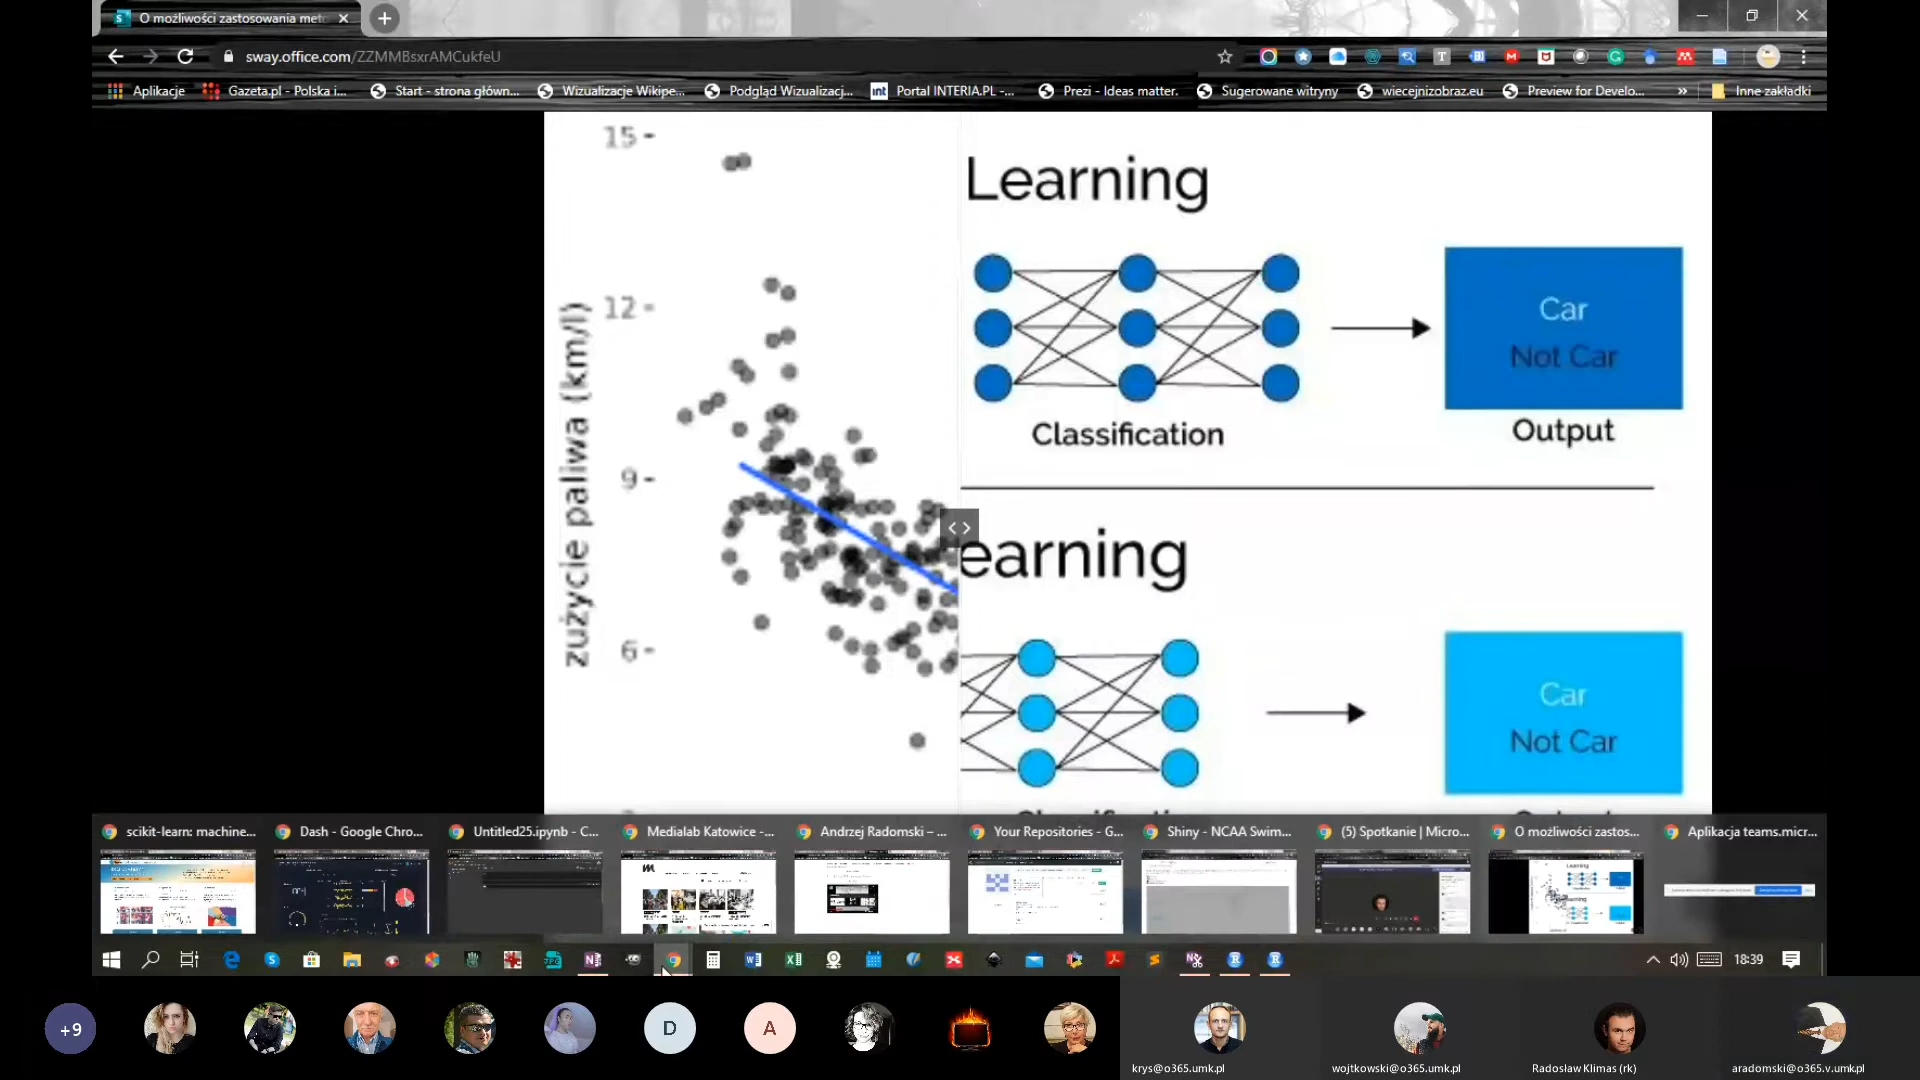 O możliwości zastosowania met
sway.office.com/ZZMMBsxrAMCukfeU
Aplikacje
Gazeta.pl - Polska i...
Start - strona główn...
Wizualizacje Wikipe...
Podgląd Wizualizacj...
Portal INTERIA.PL -...
Prezi - Ideas matter.
Sugerowane witryny
wiecejnizobraz.eu
Preview for Develo...
Inne zakładki
15
12
9
6
zużycie paliwa (km/l)
Learning
Car
Not Car
Classification
Output
earning
Car
Not Car
scikit-learn: machine...
Dash - Google Chro...
Untitled25.ipynb - C...
Medialab Katowice -...
Andrzej Radomski – ...
Your Repositories - G...
Shiny - NCAA Swim...
(5) Spotkanie | Micro...
O możliwości zastos...
Aplikacja teams.micr...
18:39
+9
D
A
krys@o365.umk.pl
wojtkowski@o365.umk.pl
Radosław Klimas (rk)
aradomski@o365.v.umk.pl